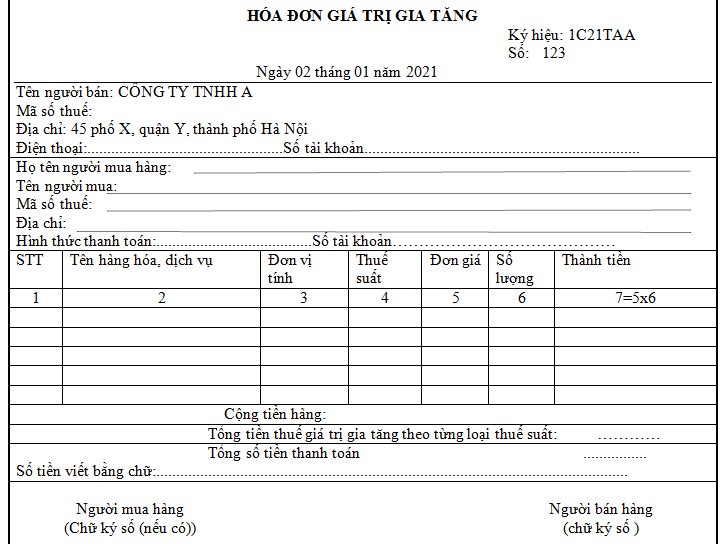 HÓA ĐƠN GIÁ TRỊ GIA TĂNG
Ký hiệu: 1C21TAA
Số: 123
Ngày 02 tháng 01 năm 2021
Tên người bán: CÔNG TY TNHH A
Mã số thuế:
Địa chỉ: 45 phố X, quận Y, thành phố Hà Nội
Điện thoại:.............................................Số tài khoản................................................................
Họ tên người mua hàng:
Tên người mua:
Mã số thuế:
Địa chỉ:
Hình thức thanh toán:...................................Số tài khoản……………………………………
STT Tên hàng hóa, dịch vụ Đơn vị tính Thuế suất Đơn giá Số lượng Thành tiền
1 2 3 4 5 6 7=5x6
Cộng tiền hàng:
Tổng tiền thuế giá trị gia tăng theo từng loại thuế suất: …………
Tổng số tiền thanh toán ................
Số tiền viết bằng chữ:.............................................................................................................
Người mua hàng Người bán hàng
(Chữ ký số (nếu có)) (chữ ký số )